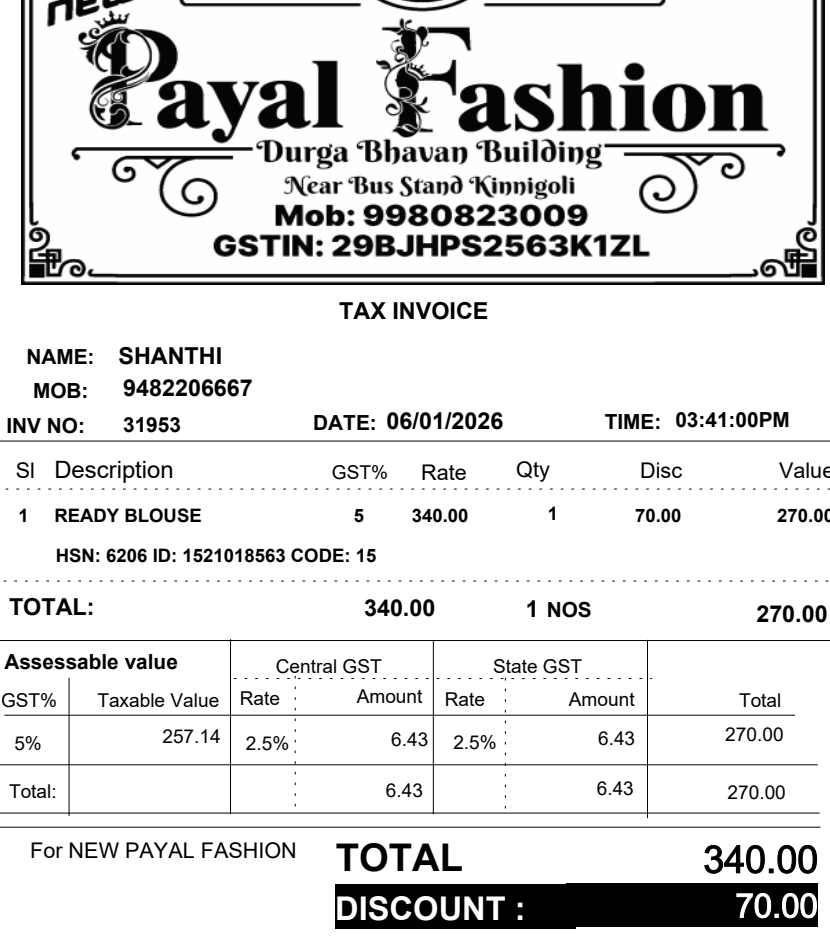 new
Payal Fashion
Durga Bhavan Building
Near Bus Stand Kinnigoli
Mob: 9980823009
GSTIN: 29BJHPS2563K1ZL
TAX INVOICE
NAME: SHANTHI
MOB: 9482206667
INV NO: 31953 DATE: 06/01/2026 TIME: 03:41:00PM
Sl Description GST% Rate Qty Disc Value
1 READY BLOUSE 5 340.00 1 70.00 270.00
HSN: 6206 ID: 1521018563 CODE: 15
TOTAL: 340.00 1 NOS 270.00
Assessable value Central GST State GST
GST% Taxable Value Rate Amount Rate Amount Total
5% 257.14 2.5% 6.43 2.5% 6.43 270.00
Total: 6.43 6.43 270.00
For NEW PAYAL FASHION TOTAL 340.00
DISCOUNT : 70.00